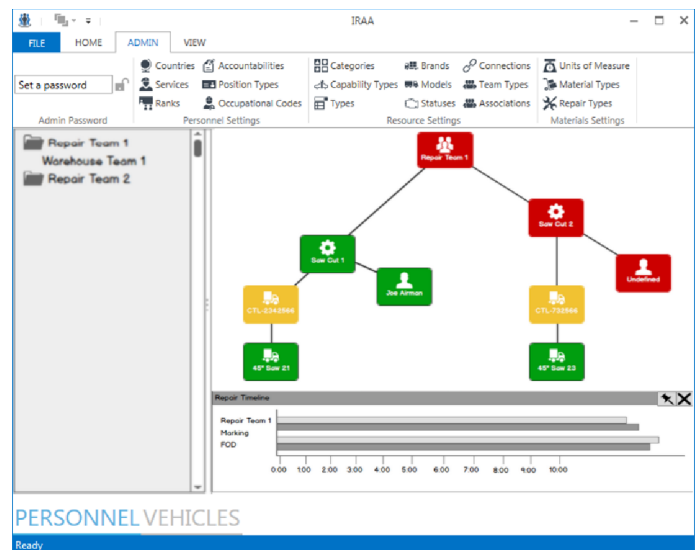 IRAA
FILE HOME ADMIN VIEW
Countries Accountabilities Categories Brands Connections Units of Measure
Set a password Services Position Types Capability Types Models Team Types Material Types
Ranks Occupational Codes Types Statuses Associations Repair Types
Admin Password Personnel Settings Resource Settings Materials Settings
Repair Team 1
Warehouse Team 1
Repair Team 2
Repair Team 1
Saw Cut 2
Saw Cut 1
Undefined
Joe Airman
CTL-2342566
CTL-732566
45" Saw 21
45" Saw 23
Repair Timeline
Repair Team 1
Marking
FOD
0:00 1:00 2:00 3:00 4:00 5:00 6:00 7:00 8:00 9:00 10:00
PERSONNEL VEHICLES
Ready